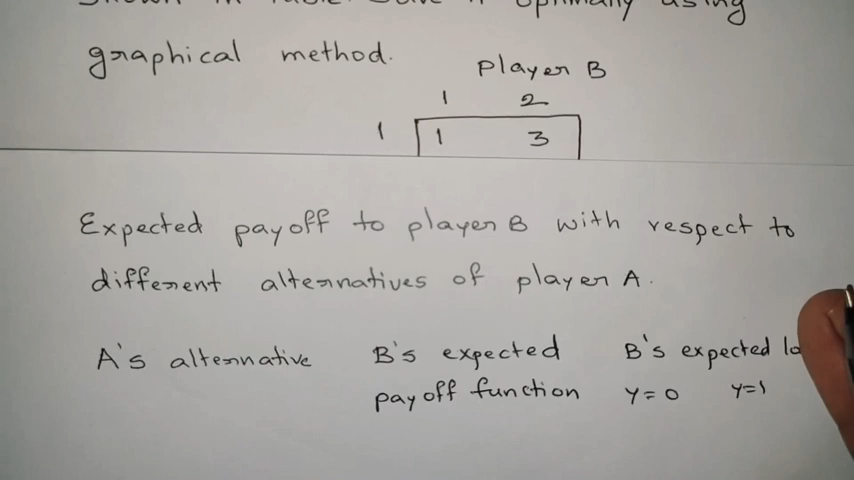 graphical method.
Player B
1 2
1 1 3
Expected payoff to player B with respect to
different alternatives of player A.
A's alternative B's expected B's expected lo
payoff function y=0 y=1